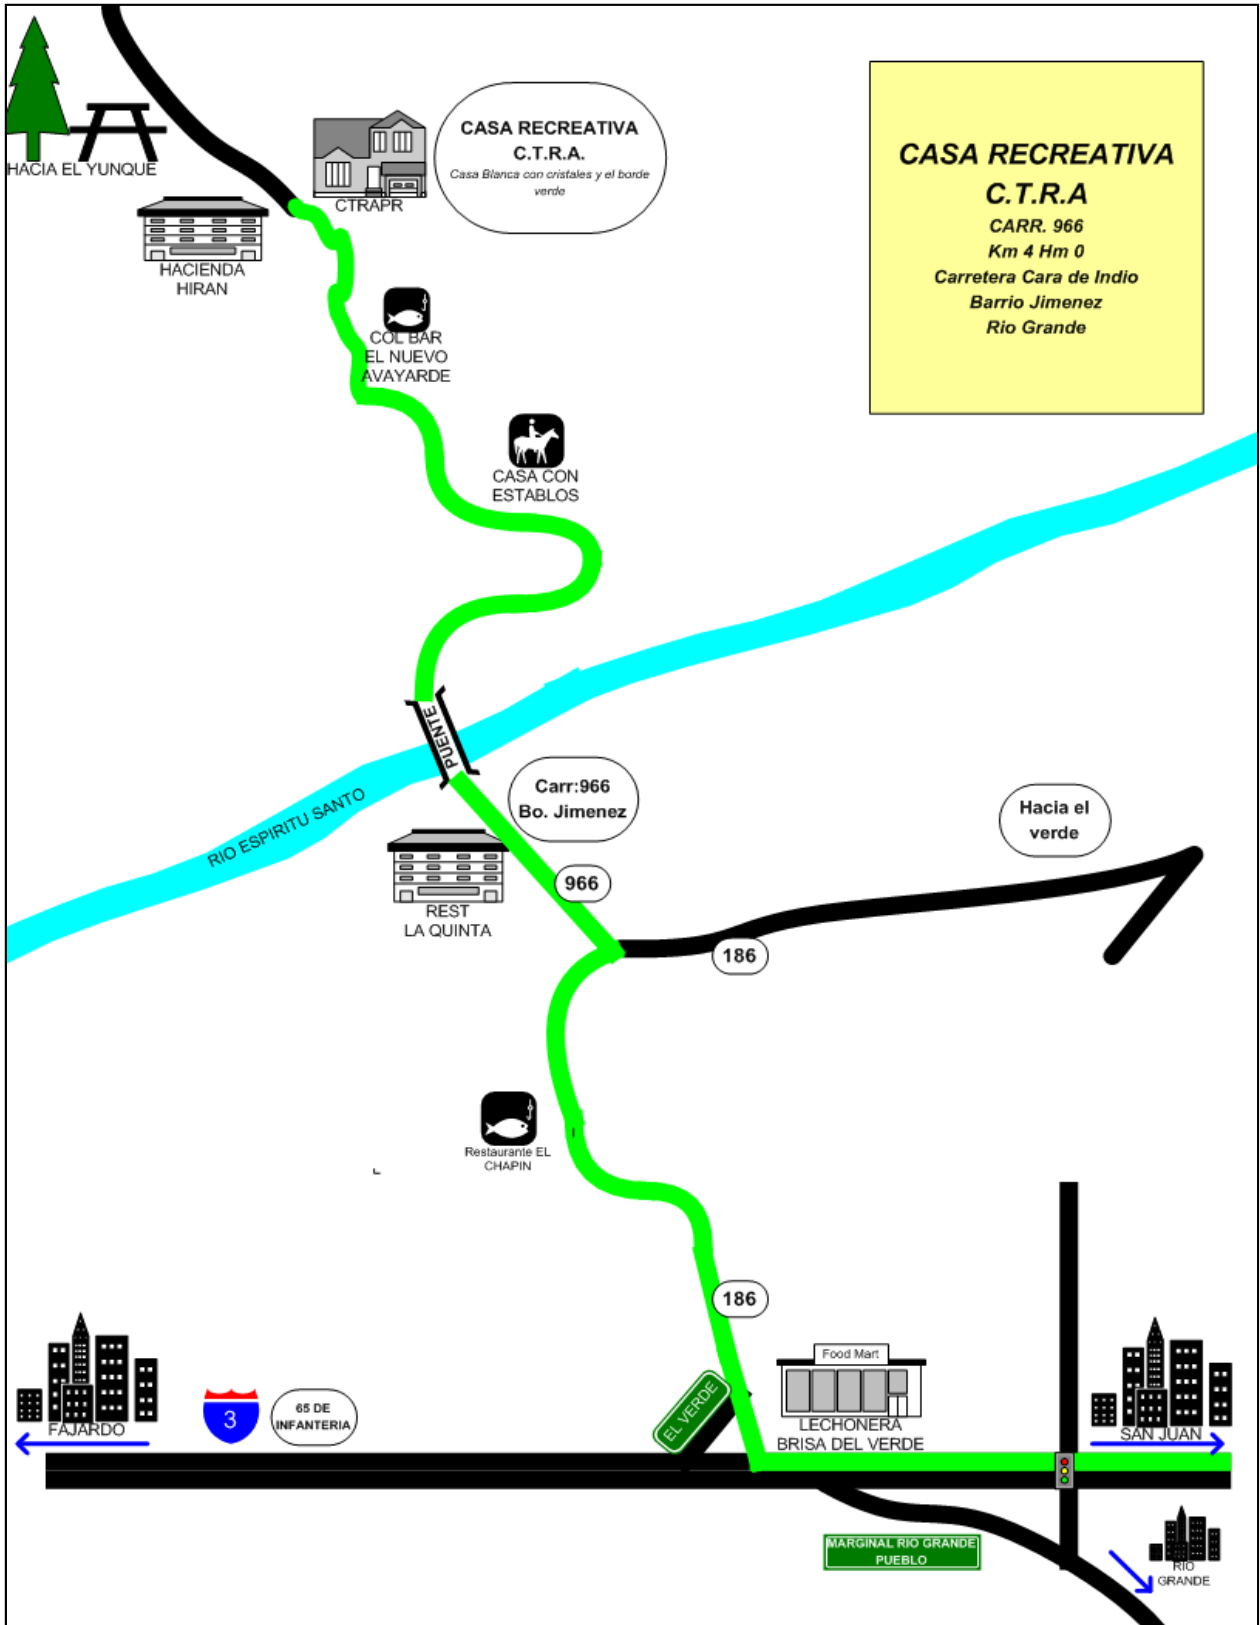 HACIA EL YUNQUE
CTRAPR
CASA RECREATIVA
C.T.R.A.
Casa Blanca con cristales y el borde
verde
CASA RECREATIVA
C.T.R.A
CARR. 966
Km 4 Hm 0
Carretera Cara de Indio
Barrio Jimenez
Rio Grande
HACIENDA
HIRAN
COL BAR
EL NUEVO
AVAYARDE
CASA CON
ESTABLOS
PUENTE
RIO ESPIRITU SANTO
Carr:966
Bo. Jimenez
Hacia el
verde
966
REST
LA QUINTA
186
Restaurante EL
CHAPIN
186
Food Mart
EL VERDE
LECHONERA
BRISA DEL VERDE
FAJARDO
3
65 DE
INFANTERIA
SAN JUAN
MARGINAL RIO GRANDE
PUEBLO
RIO
GRANDE